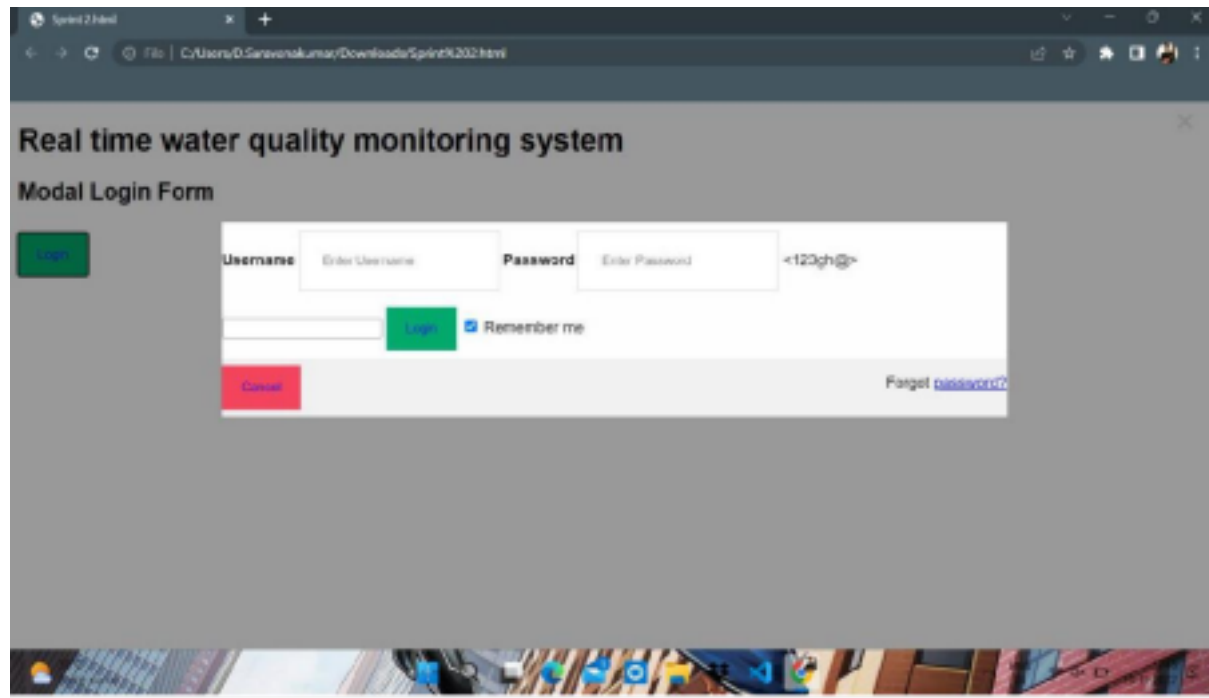 Sprint 2.html
File | C:/Users/D.Saravanakumar/Downloads/Sprint%202.html
Real time water quality monitoring system
Modal Login Form
Login
Username Enter Username Password Enter Password <123gh@>
Login Remember me
Cancel Forgot password?